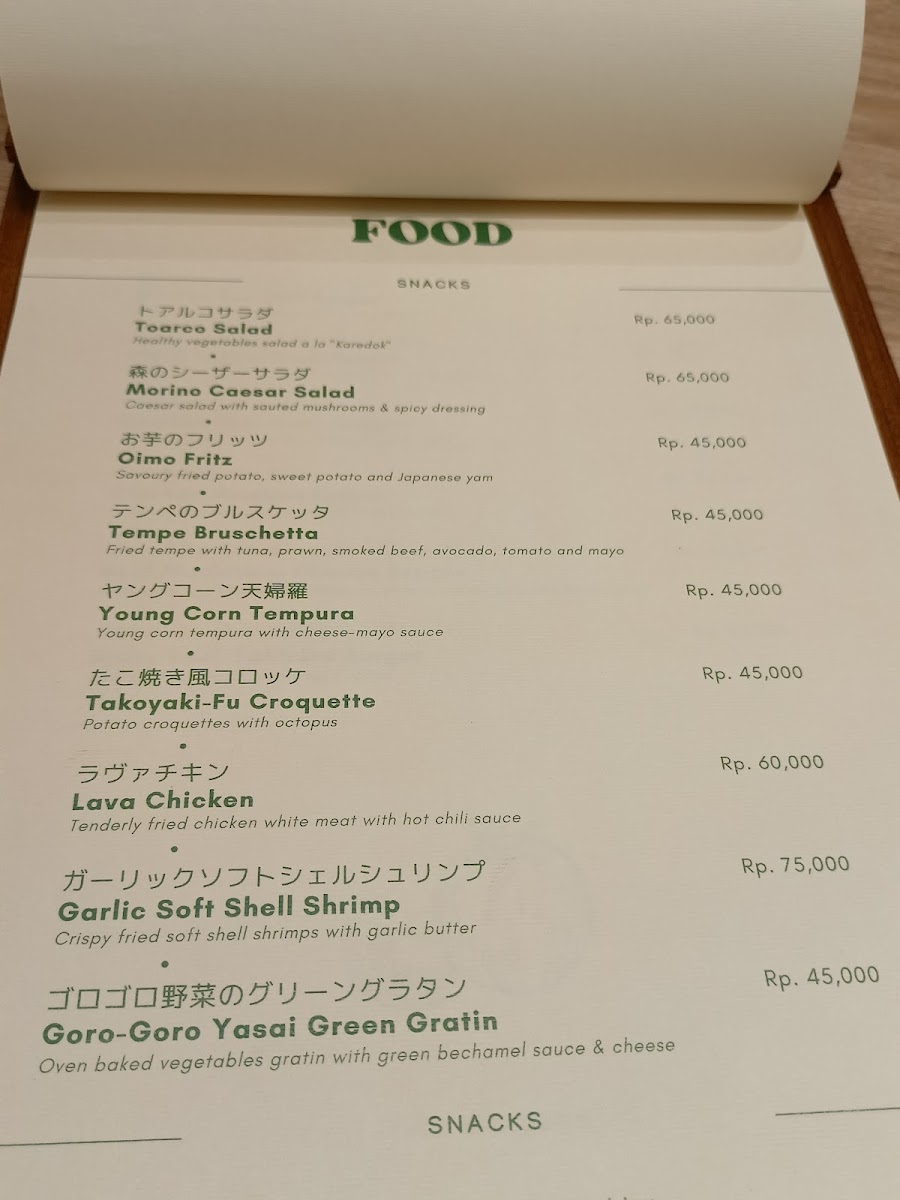 FOOD
SNACKS
トアルコサラダ
Toarco Salad
Rp. 65,000
Healthy vegetables salad a la "Karedok"
森のシーザーサラダ
Morino Caesar Salad
Rp. 65,000
Caesar salad with sauted mushrooms & spicy dressing
お芋のフリッツ
Oimo Fritz
Rp. 45,000
Savoury fried potato, sweet potato and Japanese yam
テンペのブルスケッタ
Tempe Bruschetta
Rp. 45,000
Fried tempe with tuna, prawn, smoked beef, avocado, tomato and mayo
ヤングコーン天婦羅
Young Corn Tempura
Rp. 45,000
Young corn tempura with cheese-mayo sauce
たこ焼き風コロッケ
Takoyaki-Fu Croquette
Rp. 45,000
Potato croquettes with octopus
ラヴァチキン
Lava Chicken
Rp. 60,000
Tenderly fried chicken white meat with hot chili sauce
ガーリックソフトシェルシュリンプ
Garlic Soft Shell Shrimp
Rp. 75,000
Crispy fried soft shell shrimps with garlic butter
ゴロゴロ野菜のグリーングラタン
Goro-Goro Yasai Green Gratin
Rp. 45,000
Oven baked vegetables gratin with green bechamel sauce & cheese
SNACKS